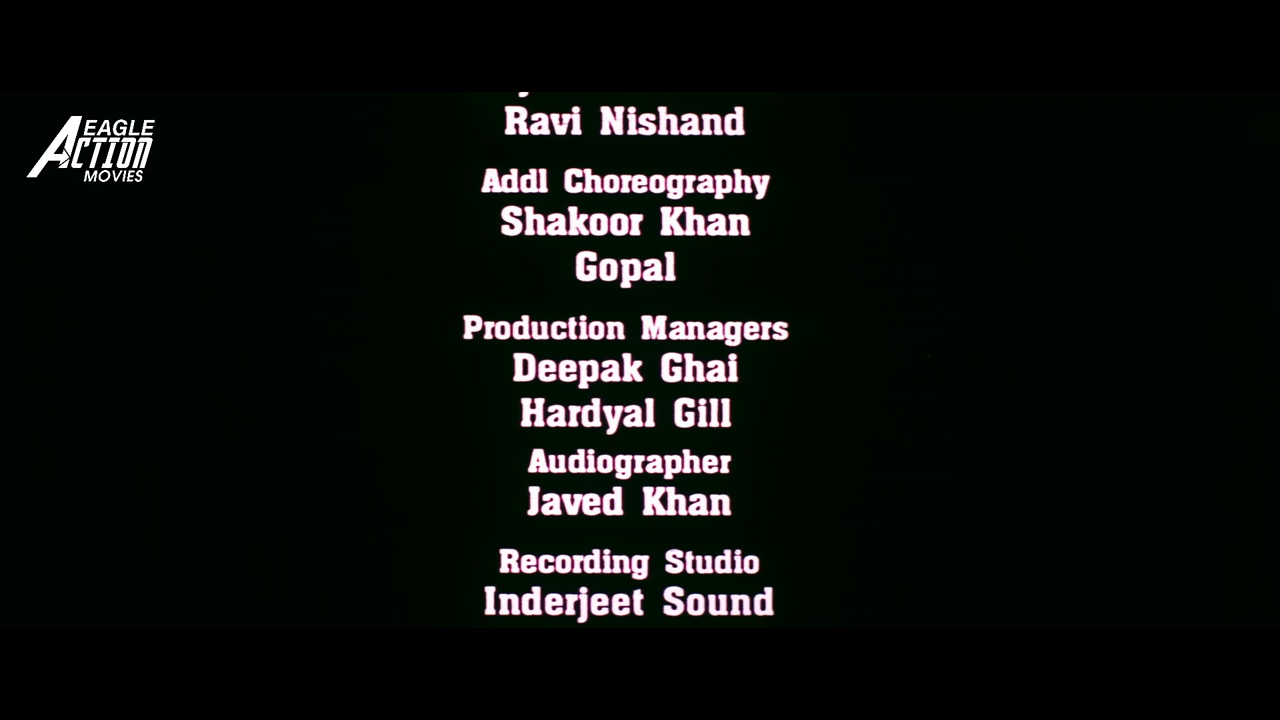 EAGLE
ACTION
MOVIES
Ravi Nishand
Addl Choreography
Shakoor Khan
Gopal
Production Managers
Deepak Ghai
Hardyal Gill
Audiographer
Javed Khan
Recording Studio
Inderjeet Sound